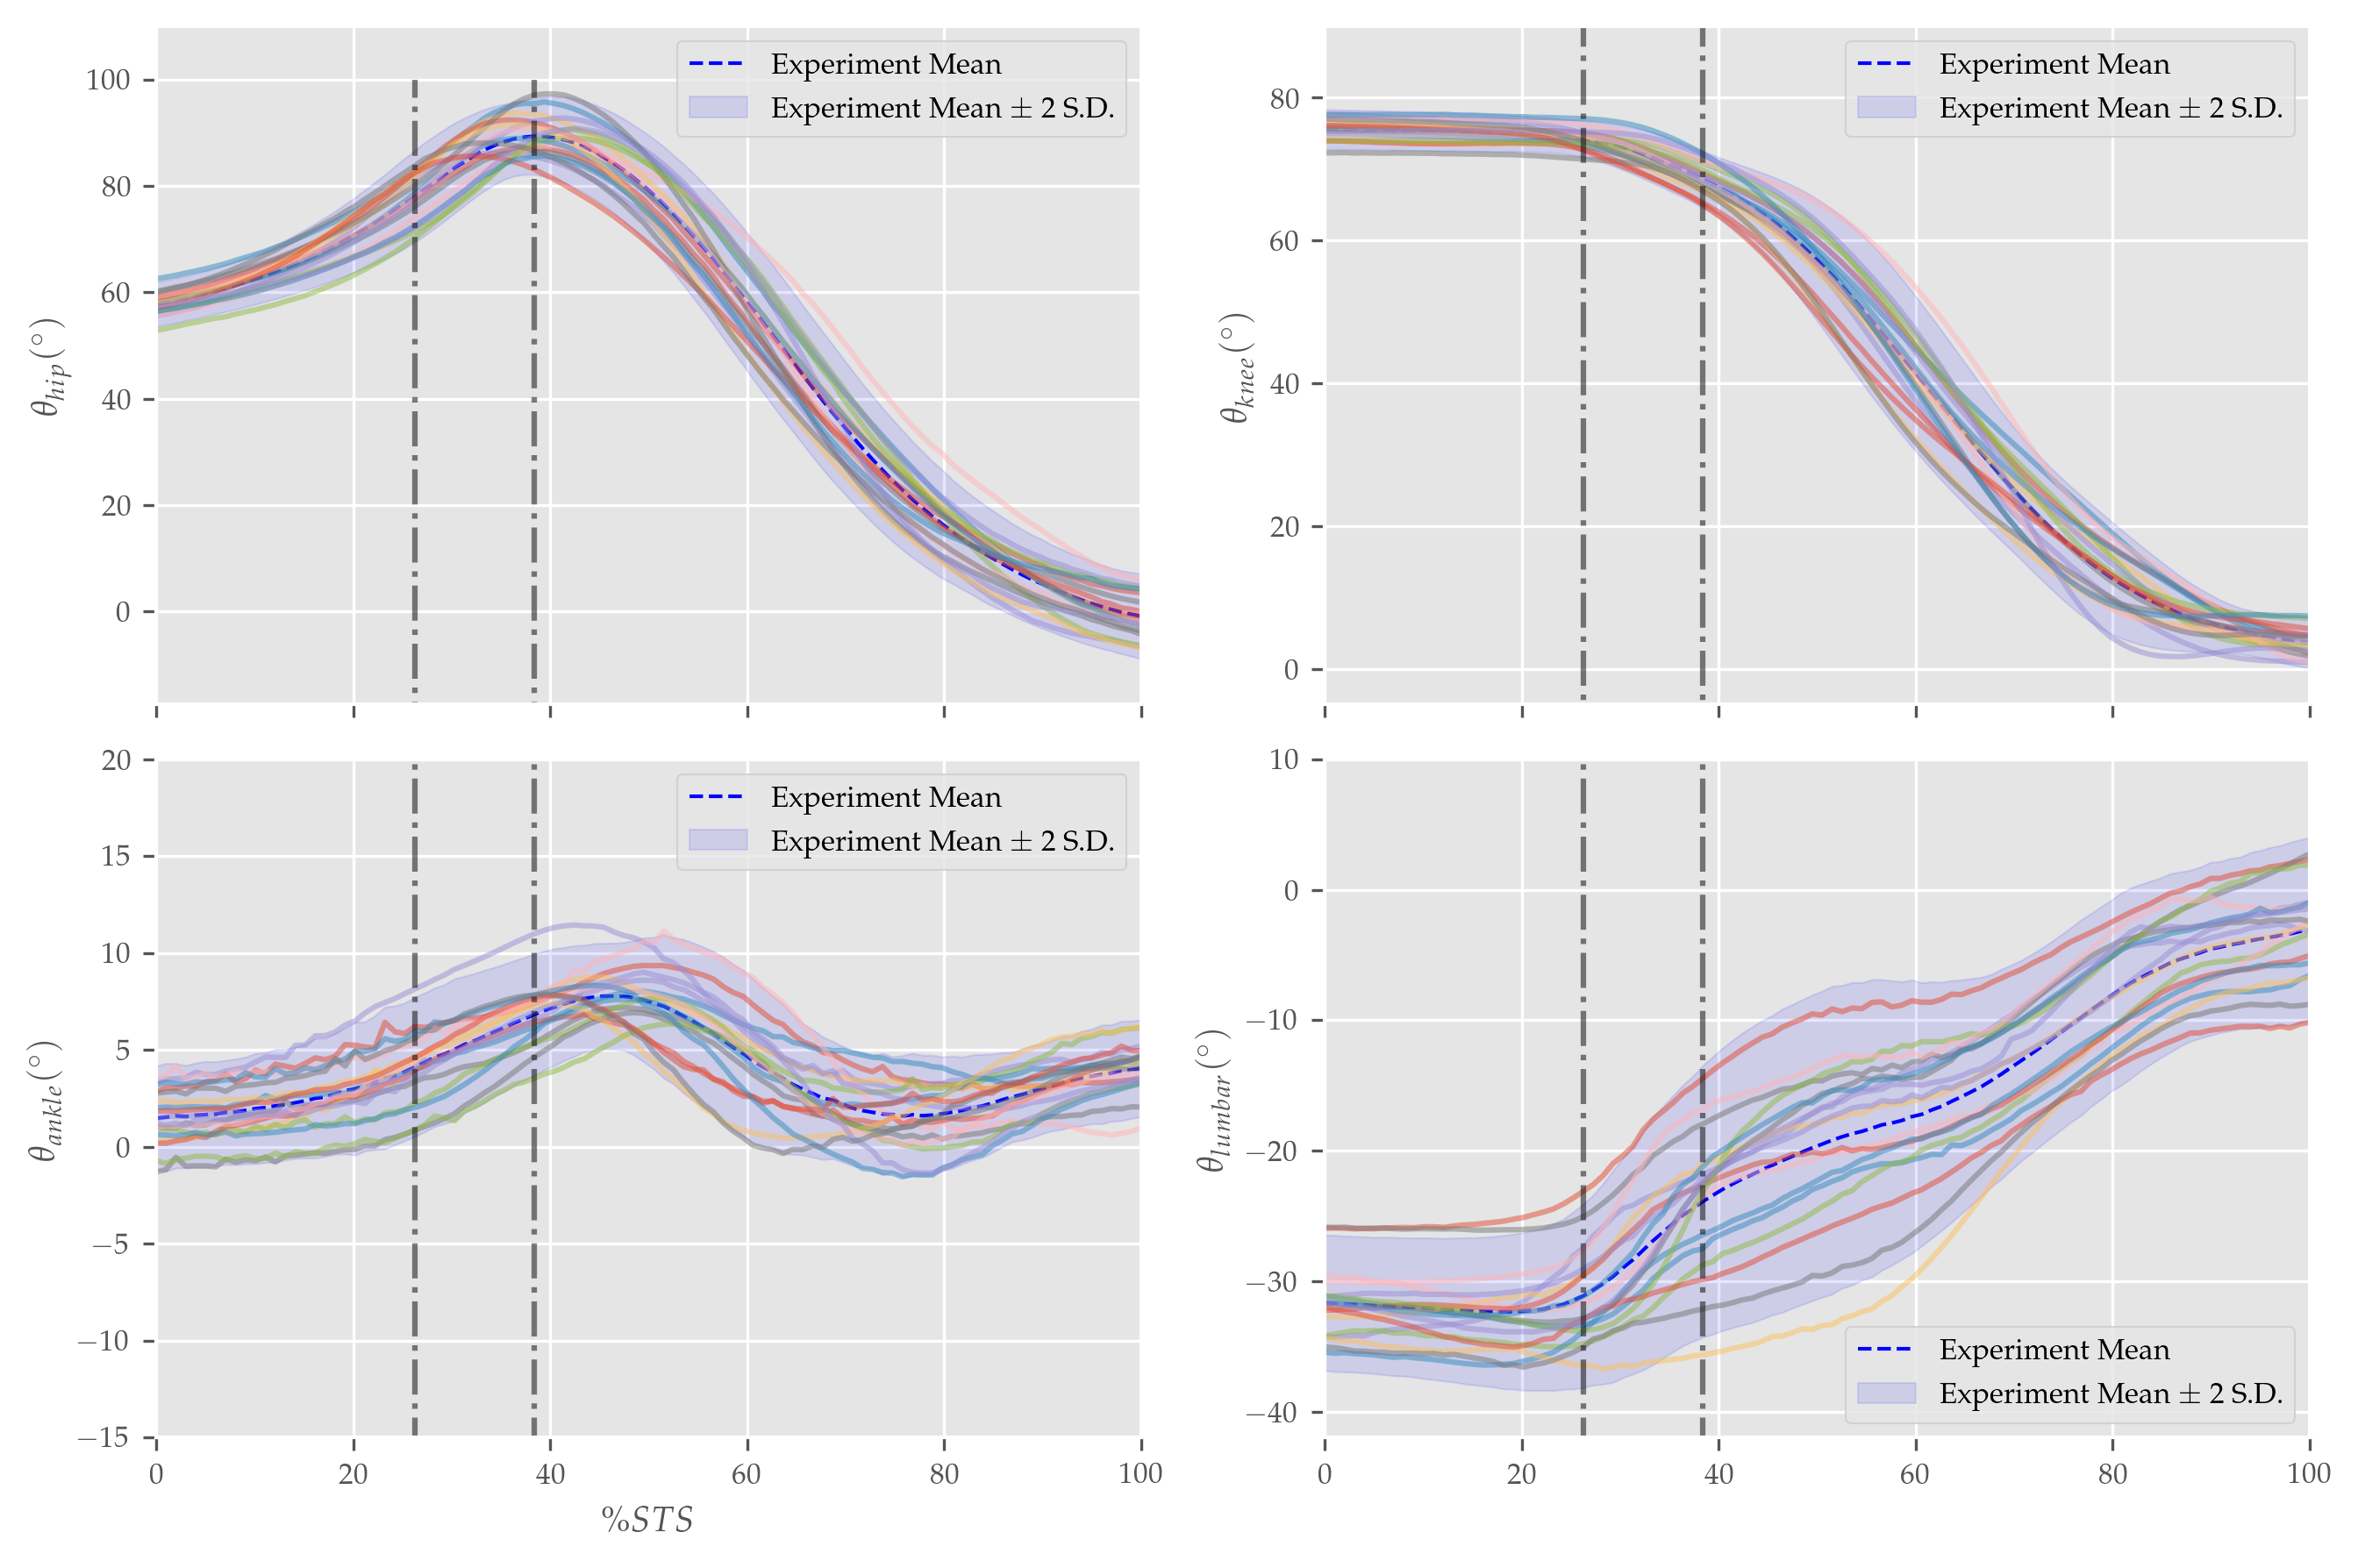 Experiment Mean
Experiment Mean ± 2 S.D.
100
80
60
40
20
0
θhip(°)
Experiment Mean
Experiment Mean ± 2 S.D.
80
60
40
20
0
θknee(°)
Experiment Mean
Experiment Mean ± 2 S.D.
20
15
10
5
0
−5
−10
−15
θankle(°)
0 20 40 60 80 100
%STS
10
0
−10
−20
−30
−40
θlumbar(°)
Experiment Mean
Experiment Mean ± 2 S.D.
0 20 40 60 80 100